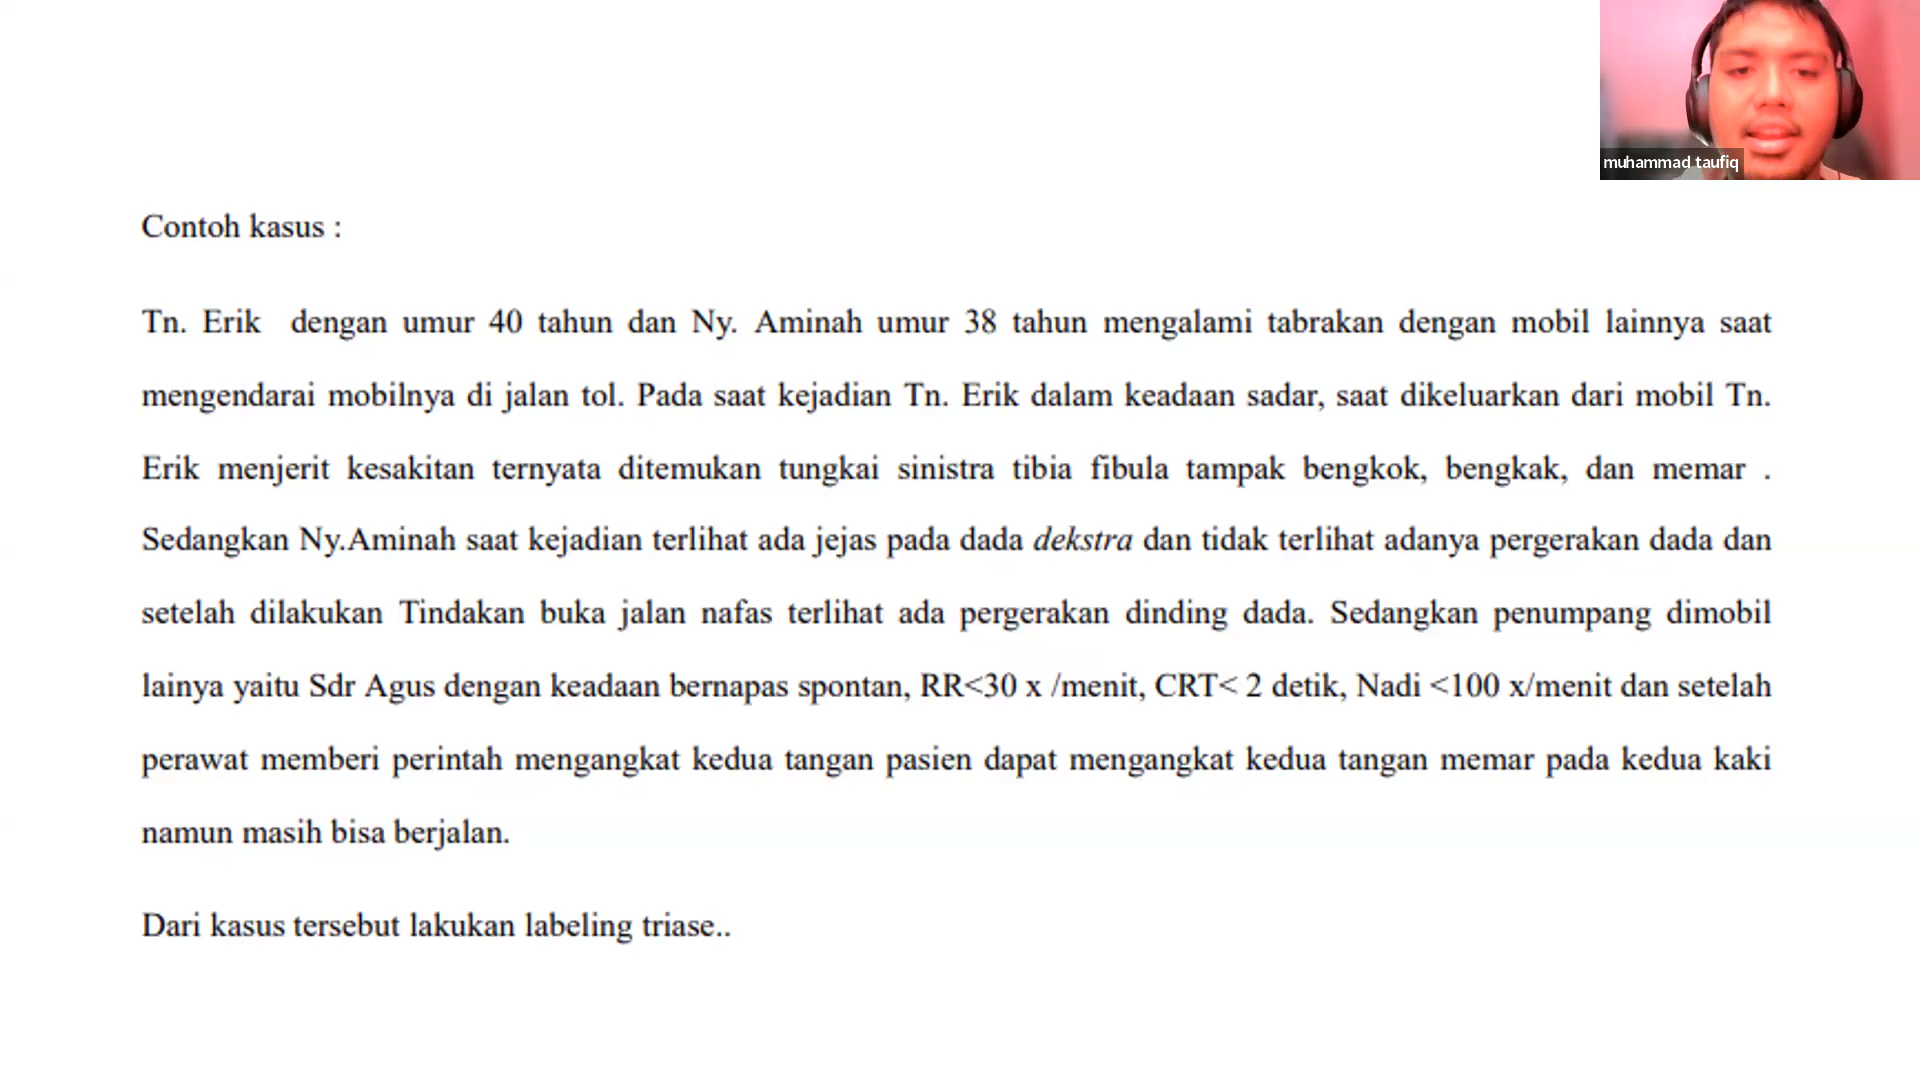 muhammad taufiq
Contoh kasus :
Tn. Erik dengan umur 40 tahun dan Ny. Aminah umur 38 tahun mengalami tabrakan dengan mobil lainnya saat
mengendarai mobilnya di jalan tol. Pada saat kejadian Tn. Erik dalam keadaan sadar, saat dikeluarkan dari mobil Tn.
Erik menjerit kesakitan ternyata ditemukan tungkai sinistra tibia fibula tampak bengkok, bengkak, dan memar .
Sedangkan Ny.Aminah saat kejadian terlihat ada jejas pada dada dekstra dan tidak terlihat adanya pergerakan dada dan
setelah dilakukan Tindakan buka jalan nafas terlihat ada pergerakan dinding dada. Sedangkan penumpang dimobil
lainya yaitu Sdr Agus dengan keadaan bernapas spontan, RR<30 x /menit, CRT< 2 detik, Nadi <100 x/menit dan setelah
perawat memberi perintah mengangkat kedua tangan pasien dapat mengangkat kedua tangan memar pada kedua kaki
namun masih bisa berjalan.
Dari kasus tersebut lakukan labeling triase..